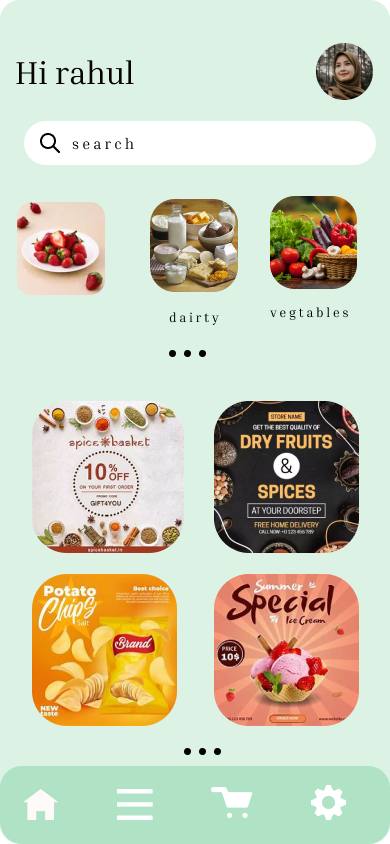 Hi rahul
search
dairty
vegtables
spice basket
10% OFF
ON YOUR FIRST ORDER
PROMO CODE
GIFT4YOU
spicebasket.in
STORE NAME
GET THE BEST QUALITY OF
DRY FRUITS
&
SPICES
AT YOUR DOORSTEP
FREE HOME DELIVERY
CALL NOW: +0 123 456 789
Potato
Chips
Salt
Best choice
Brand
NEW
taste
Summer
Special
Ice Cream
PRICE
10$